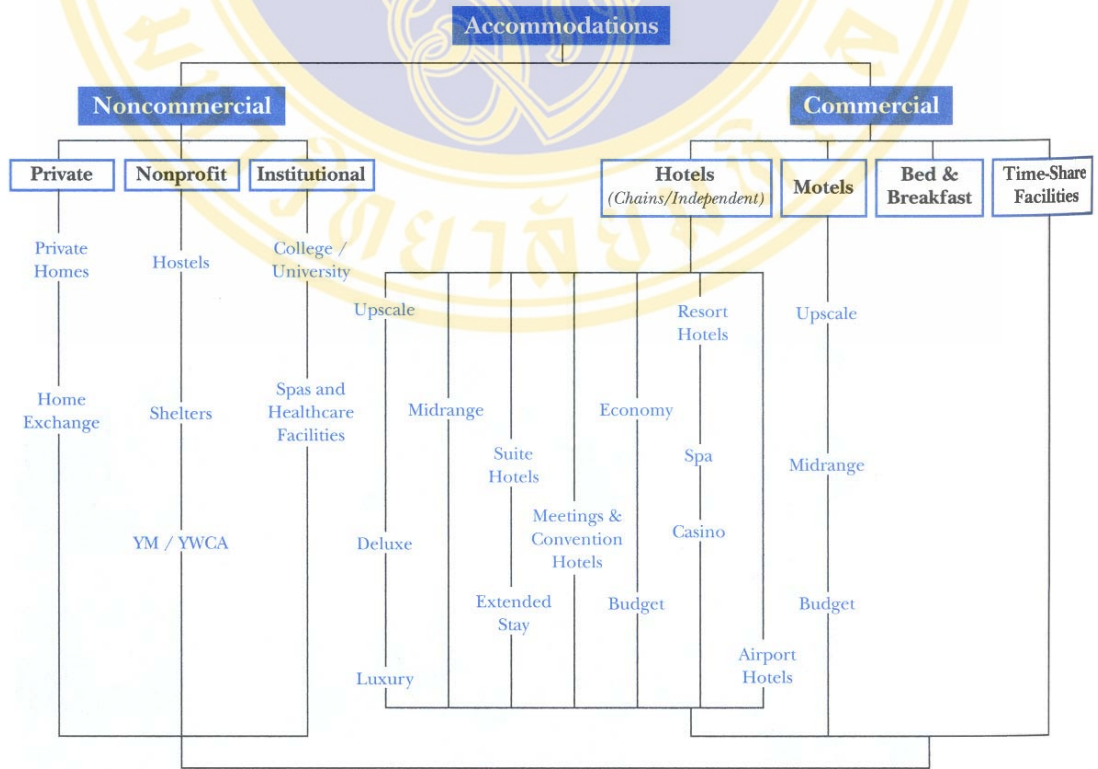 Accommodations
Noncommercial
Commercial
Private
Nonprofit
Institutional
Hotels
(Chains/Independent)
Motels
Bed &
Breakfast
Time-Share
Facilities
Private
Homes
Hostels
College /
University
Upscale
Resort
Hotels
Upscale
Home
Exchange
Shelters
Spas and
Healthcare
Facilities
Midrange
Economy
Suite
Hotels
Spa
Midrange
YM / YWCA
Deluxe
Meetings &
Convention
Hotels
Casino
Extended
Stay
Budget
Budget
Luxury
Airport
Hotels